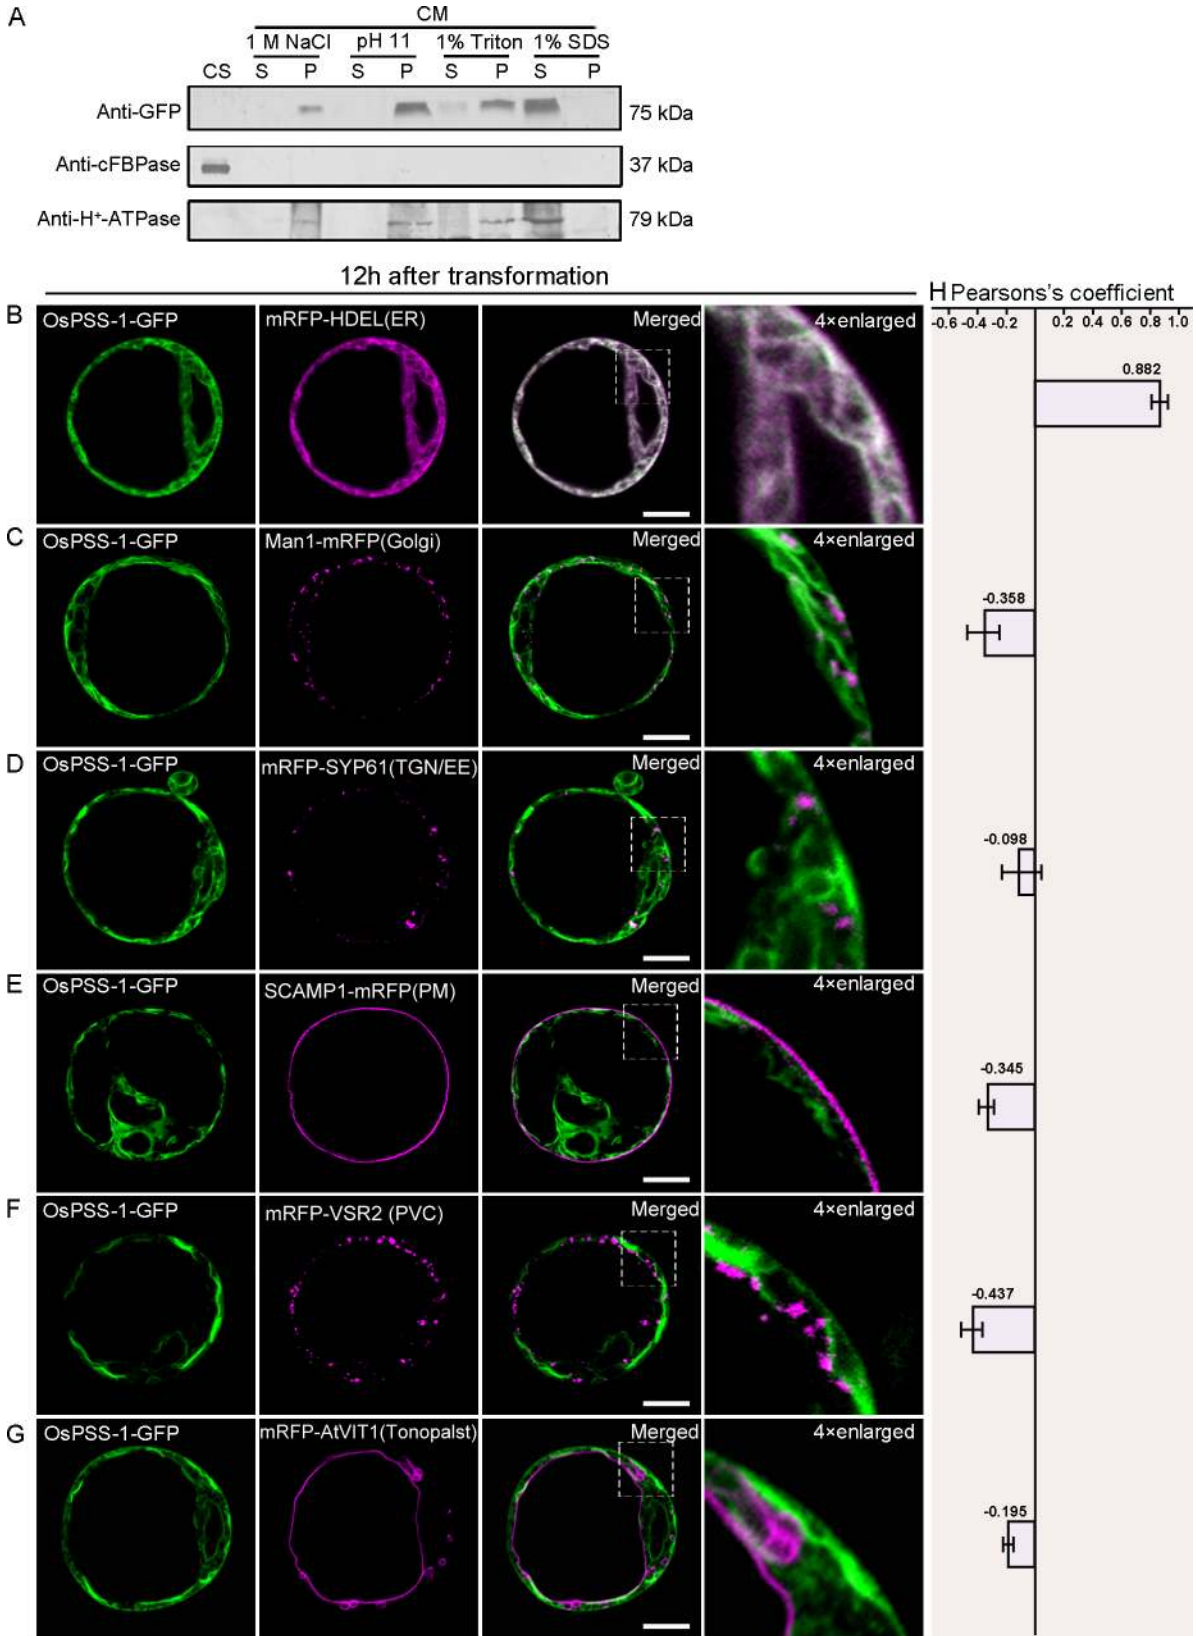 A
CM
1 M NaCl pH 11 1% Triton 1% SDS
CS S P S P S P S P
Anti-GFP 75 kDa
Anti-cFBPase 37 kDa
Anti-H⁺-ATPase 79 kDa
12h after transformation
H Pearsons's coefficient
-0.6 -0.4 -0.2 0.2 0.4 0.6 0.8 1.0
B OsPSS-1-GFP mRFP-HDEL(ER) Merged 4×enlarged
0.882
C OsPSS-1-GFP Man1-mRFP(Golgi) Merged 4×enlarged
-0.358
D OsPSS-1-GFP mRFP-SYP61(TGN/EE) Merged 4×enlarged
-0.098
E OsPSS-1-GFP SCAMP1-mRFP(PM) Merged 4×enlarged
-0.345
F OsPSS-1-GFP mRFP-VSR2 (PVC) Merged 4×enlarged
-0.437
G OsPSS-1-GFP mRFP-AtVIT1(Tonopalst) Merged 4×enlarged
-0.195